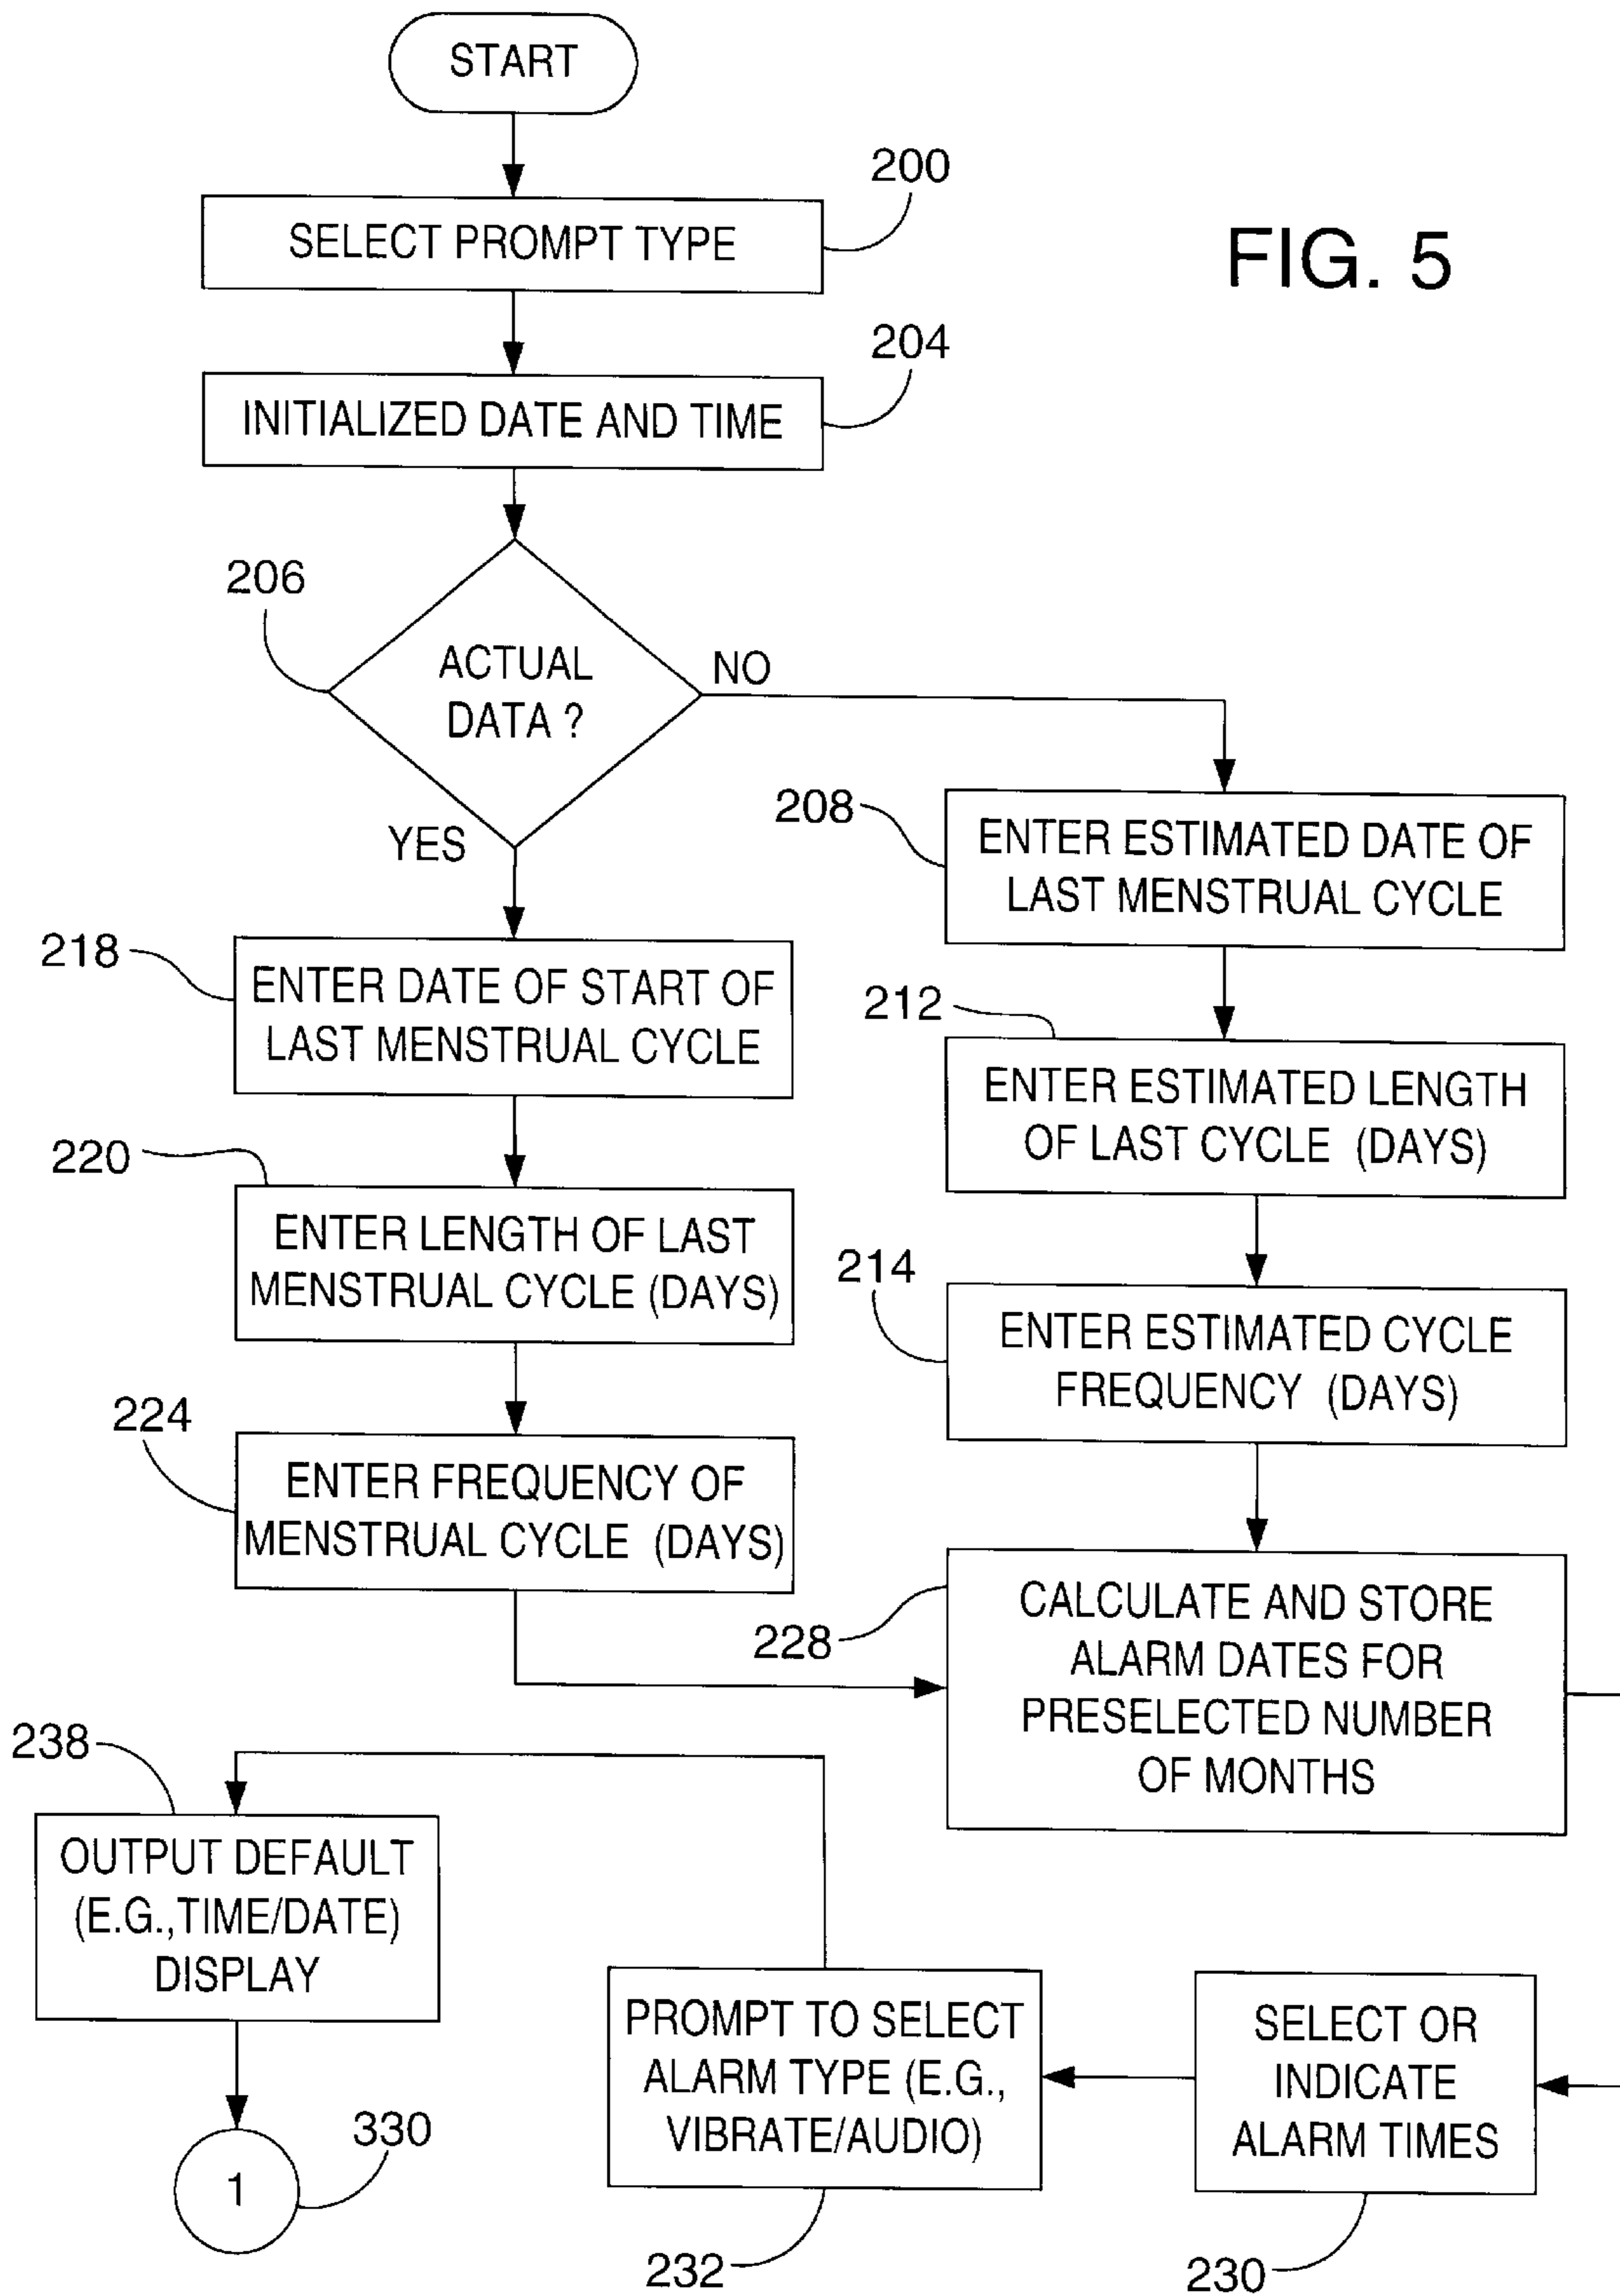 START
200
SELECT PROMPT TYPE
FIG. 5
204
INITIALIZED DATE AND TIME
206
ACTUAL
DATA ?
NO
YES
208
ENTER ESTIMATED DATE OF
LAST MENSTRUAL CYCLE
218
ENTER DATE OF START OF
LAST MENSTRUAL CYCLE
212
ENTER ESTIMATED LENGTH
OF LAST CYCLE (DAYS)
220
ENTER LENGTH OF LAST
MENSTRUAL CYCLE (DAYS)
214
ENTER ESTIMATED CYCLE
FREQUENCY (DAYS)
224
ENTER FREQUENCY OF
MENSTRUAL CYCLE (DAYS)
228
CALCULATE AND STORE
ALARM DATES FOR
PRESELECTED NUMBER
OF MONTHS
238
OUTPUT DEFAULT
(E.G.,TIME/DATE)
DISPLAY
PROMPT TO SELECT
ALARM TYPE (E.G.,
VIBRATE/AUDIO)
SELECT OR
INDICATE
ALARM TIMES
1
330
232
230